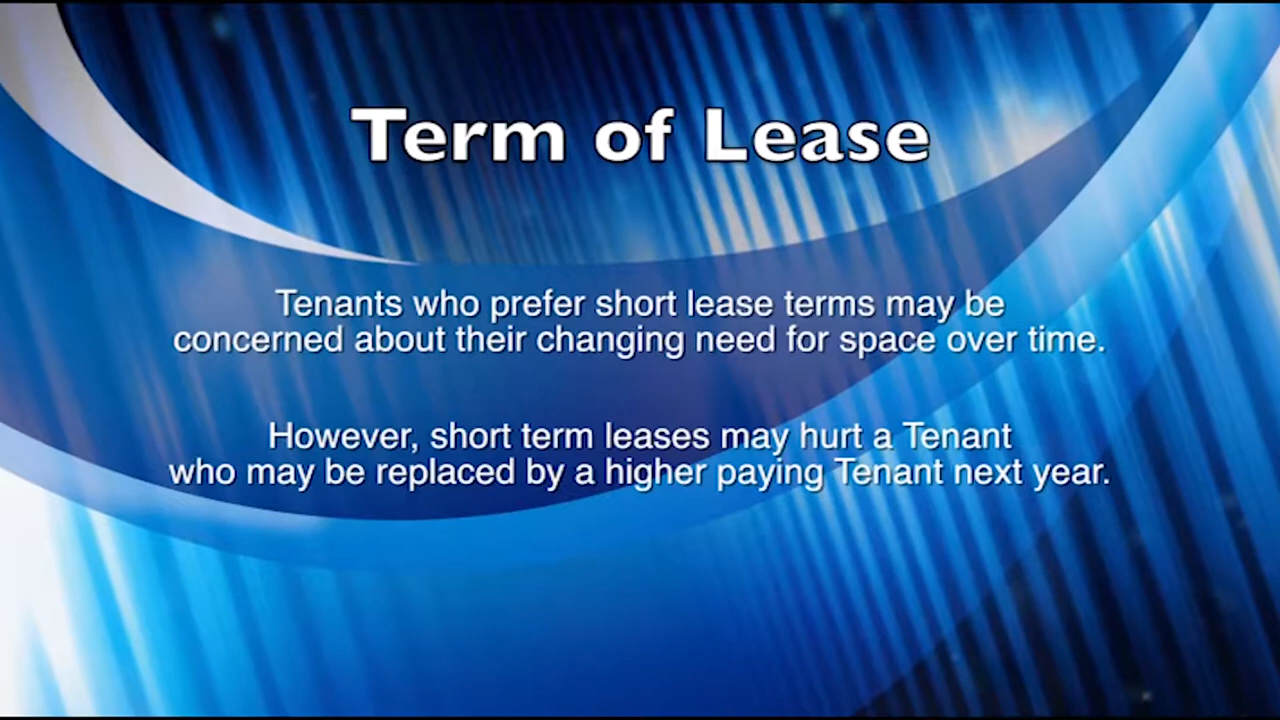 Term of Lease
Tenants who prefer short lease terms may be
concerned about their changing need for space over time.
However, short term leases may hurt a Tenant
who may be replaced by a higher paying Tenant next year.